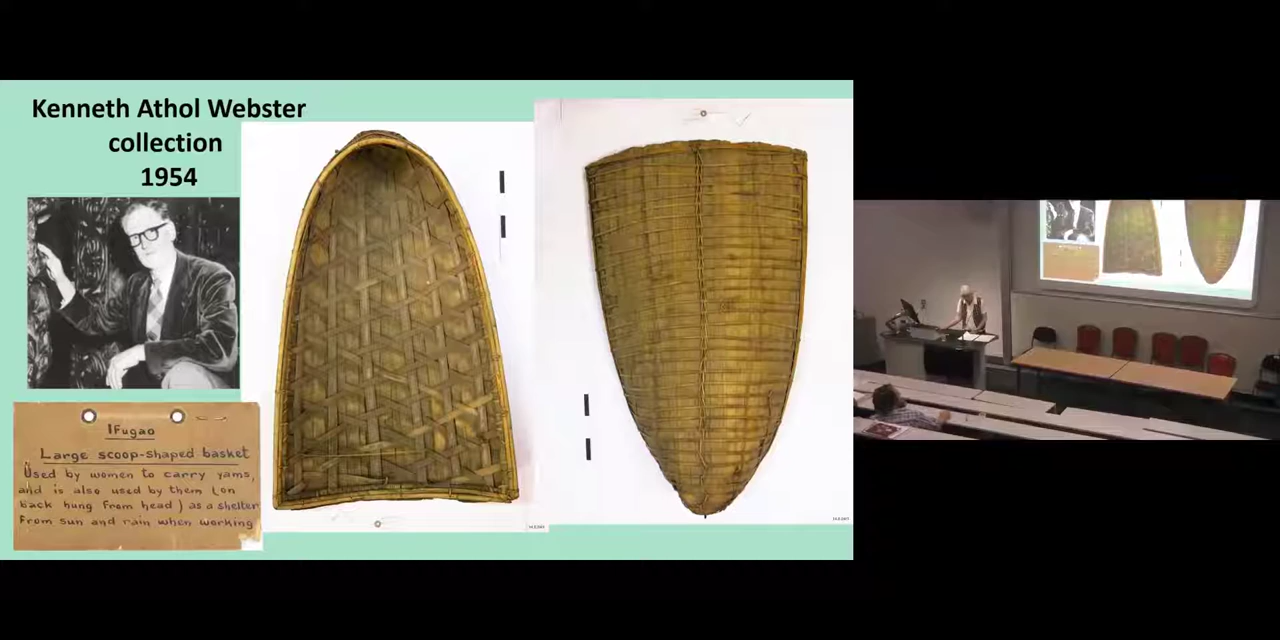 Kenneth Athol Webster
collection
1954
IFugao
Large scoop-shaped basket
Used by women to carry yams,
and is also used by them (on
back hung from head) as a shelter
from sun and rain when working